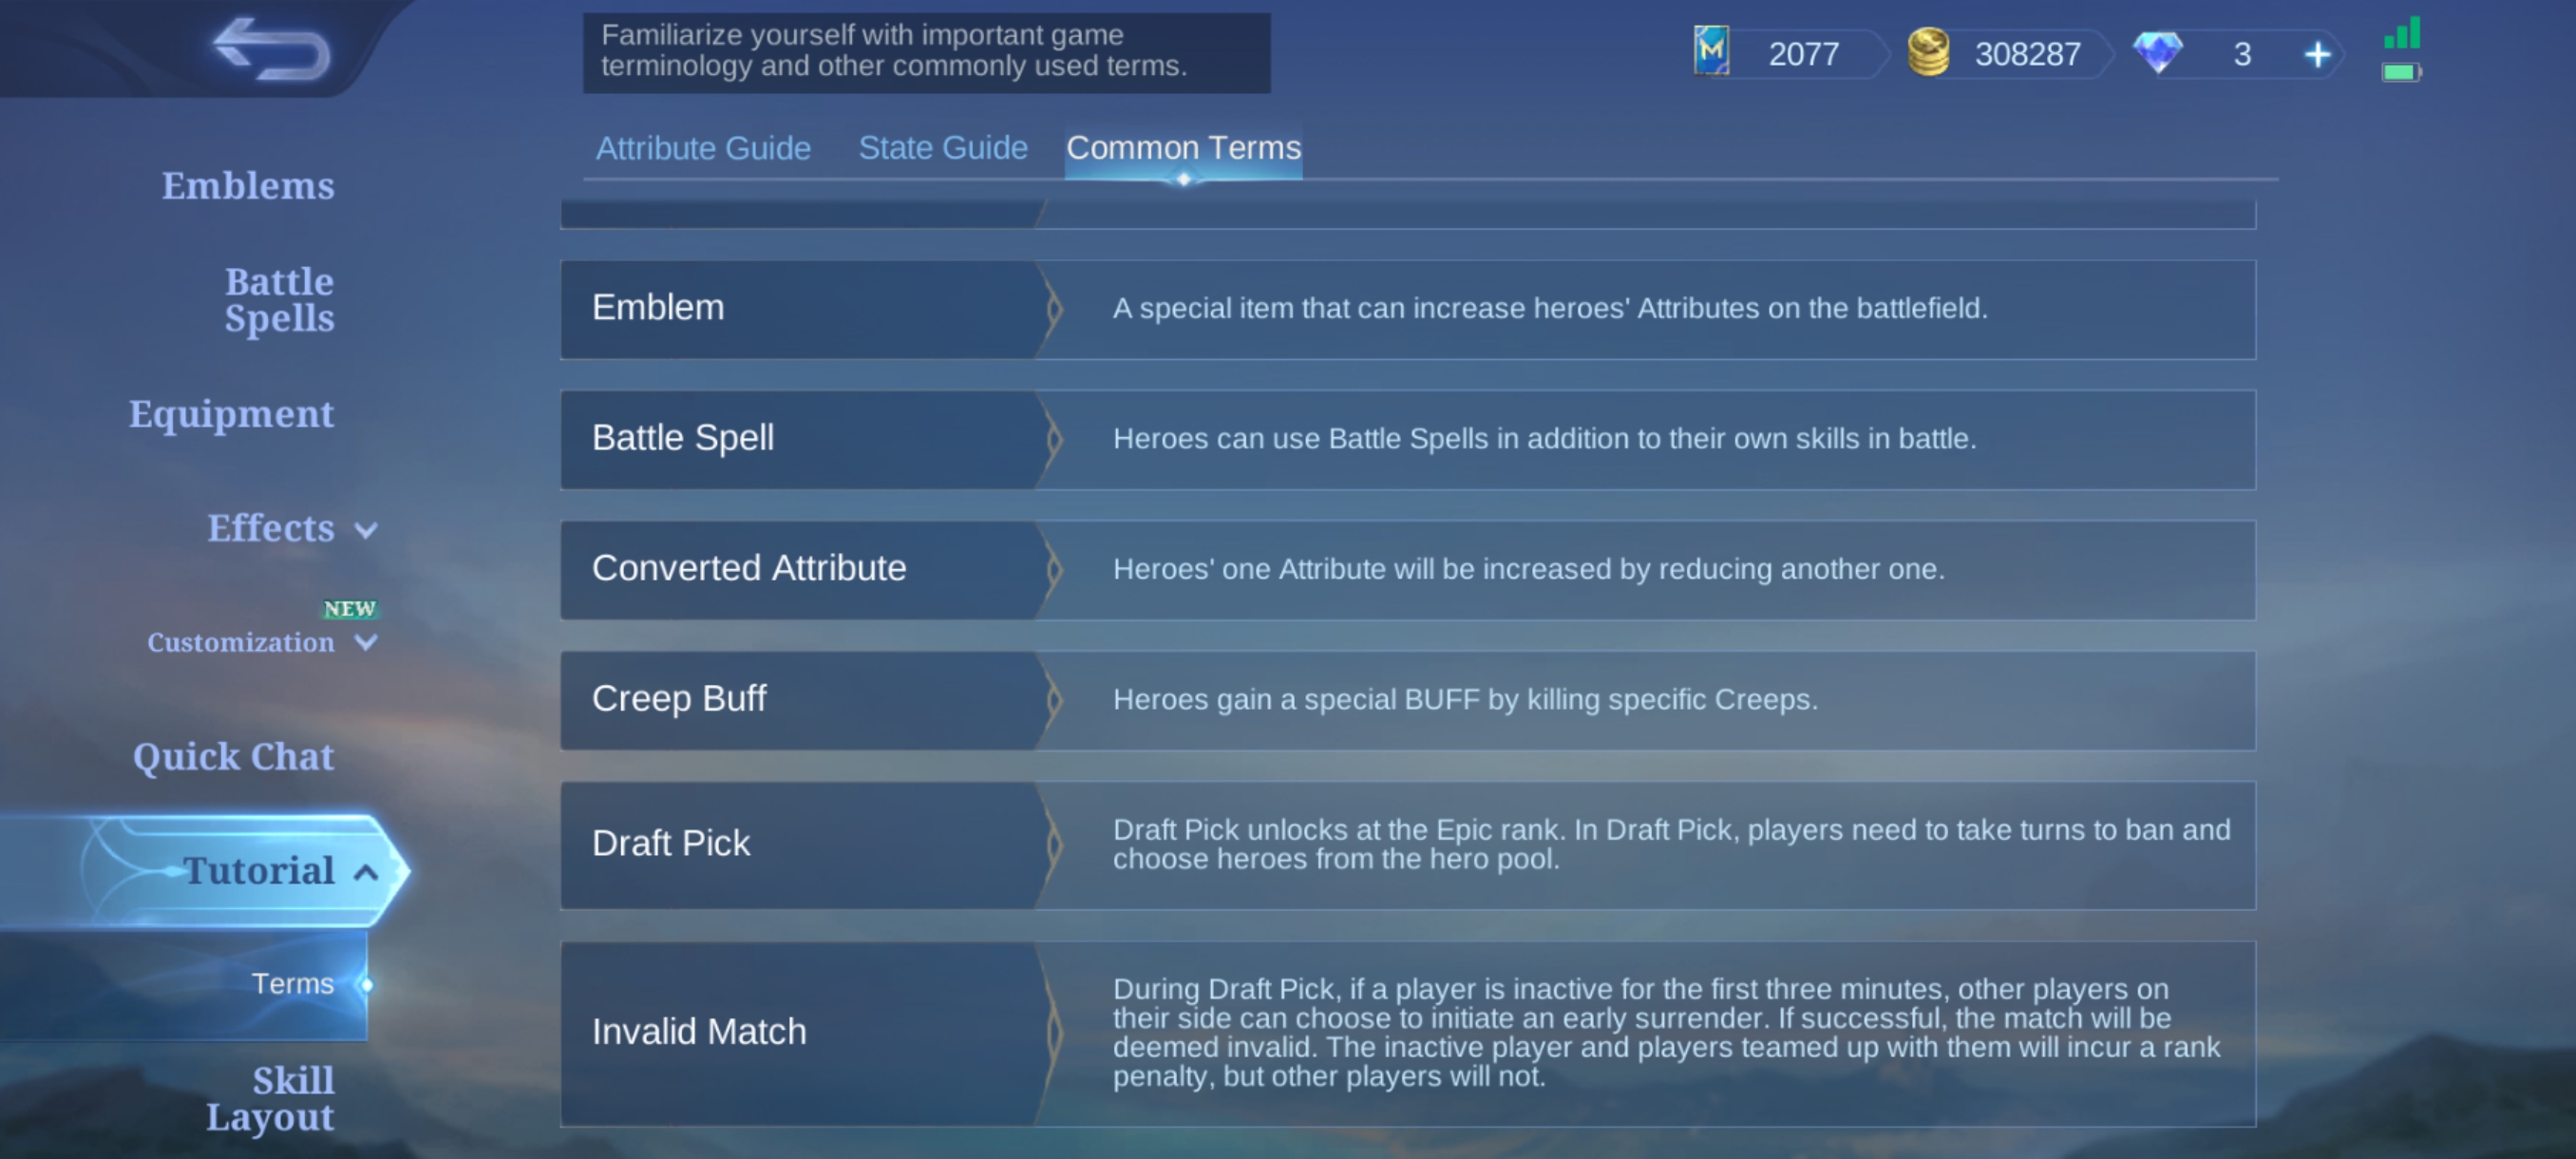 Familiarize yourself with important game
terminology and other commonly used terms.
2077
308287
3
Attribute Guide
State Guide
Common Terms
Emblems
Battle
Spells
Equipment
Effects
NEW
Customization
Quick Chat
Tutorial
Terms
Skill
Layout
Emblem
A special item that can increase heroes' Attributes on the battlefield.
Battle Spell
Heroes can use Battle Spells in addition to their own skills in battle.
Converted Attribute
Heroes' one Attribute will be increased by reducing another one.
Creep Buff
Heroes gain a special BUFF by killing specific Creeps.
Draft Pick
Draft Pick unlocks at the Epic rank. In Draft Pick, players need to take turns to ban and
choose heroes from the hero pool.
Invalid Match
During Draft Pick, if a player is inactive for the first three minutes, other players on
their side can choose to initiate an early surrender. If successful, the match will be
deemed invalid. The inactive player and players teamed up with them will incur a rank
penalty, but other players will not.